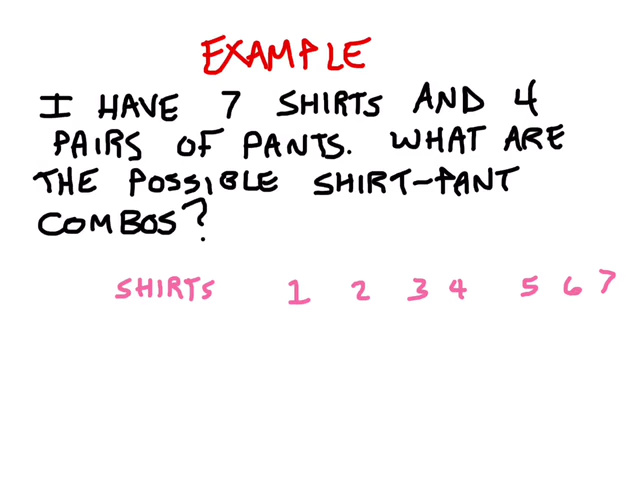 EXAMPLE
I HAVE 7 SHIRTS AND 4
PAIRS OF PANTS. WHAT ARE
THE POSSIBLE SHIRT-PANT
COMBOS?
SHIRTS 1 2 3 4 5 6 7